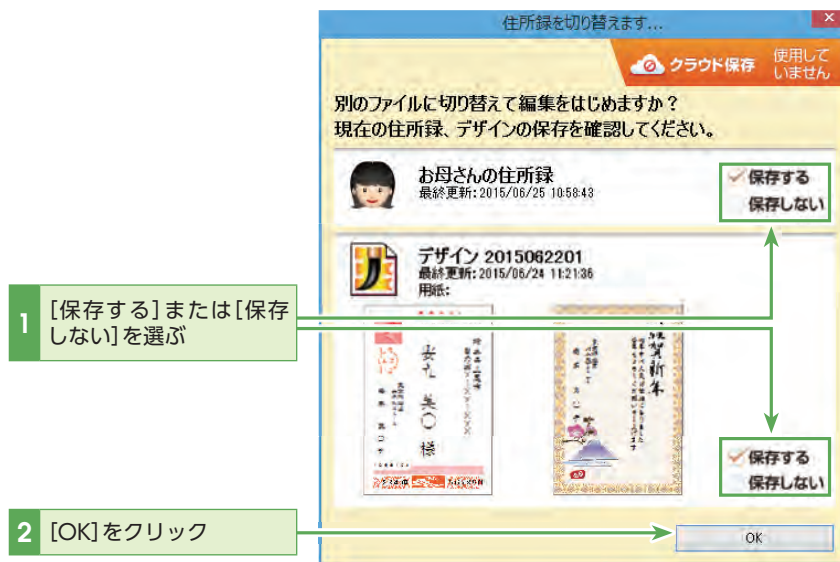 住所録を切り替えます...
クラウド保存
使用して
いません
別のファイルに切り替えて編集をはじめますか？
現在の住所録、デザインの保存を確認してください。
お母さんの住所録
最終更新:2015/06/25 10:58:43
保存する
保存しない
デザイン 2015062201
最終更新:2015/06/24 11:21:36
用紙:
1 [保存する]または[保存
しない]を選ぶ
様
謹賀新年
保存する
保存しない
2 [OK]をクリック
OK